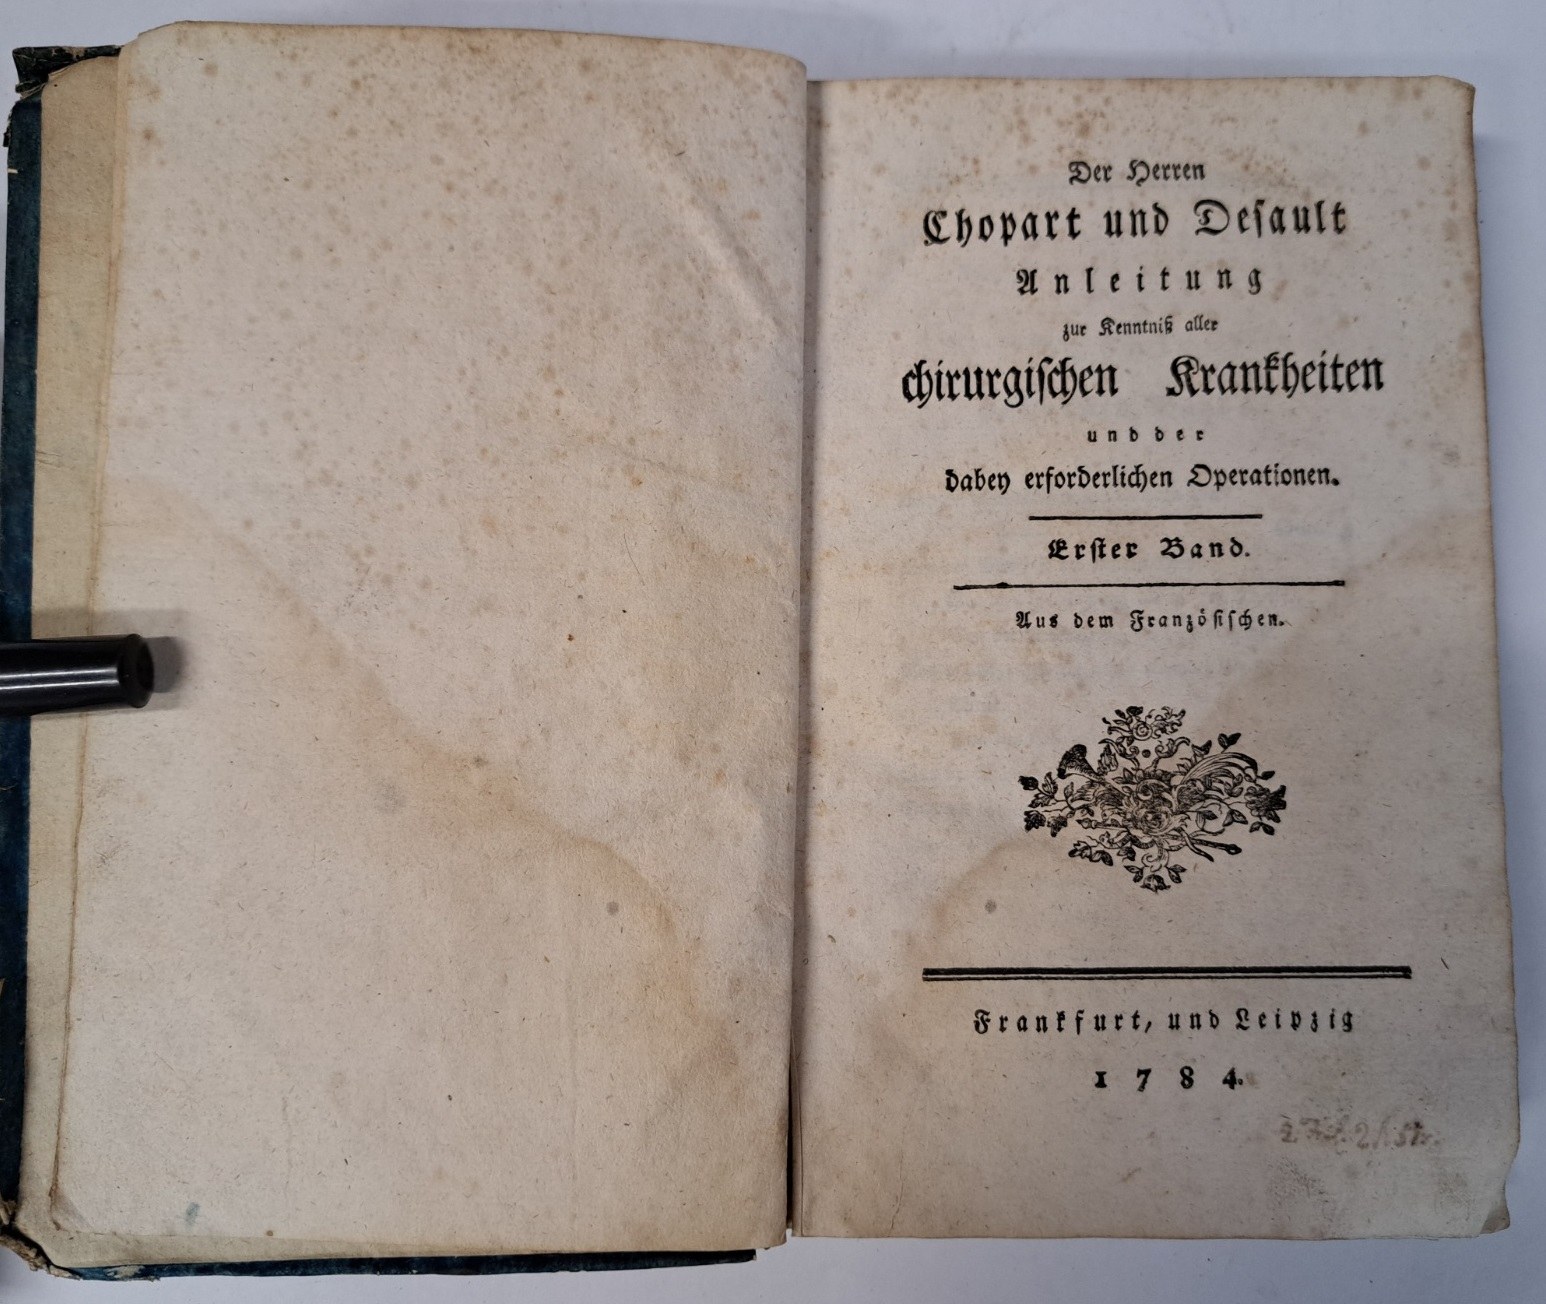 Der Herren
Chopart und Deſault
Anleitung
zur Kenntniß aller
chirurgiſchen Krankheiten
und der
dabey erforderlichen Operationen.
Erſter Band.
Aus dem Franzöſiſchen.
Frankfurt, und Leipzig
1784.